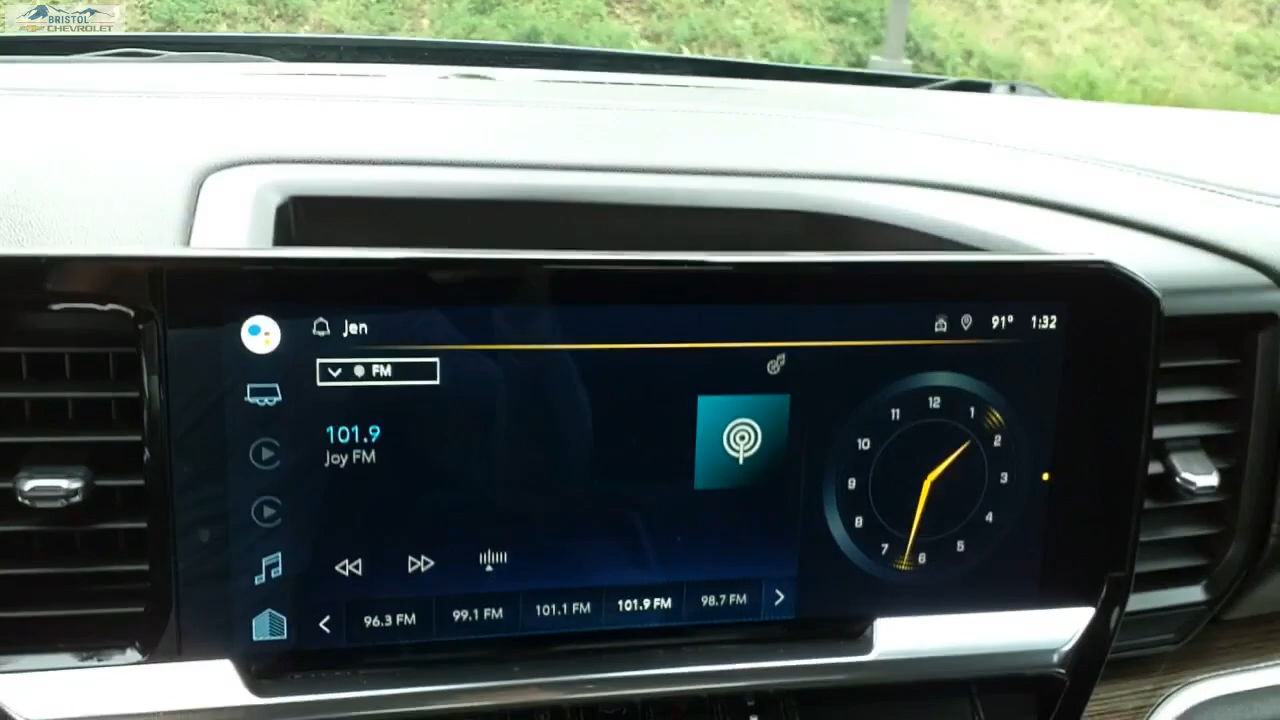 BRISTOL
CHEVROLET
Jen
91° 1:32
FM
101.9
Joy FM
12
11 1
10 2
9 3
8 4
7 6 5
96.3 FM 99.1 FM 101.1 FM 101.9 FM 98.7 FM